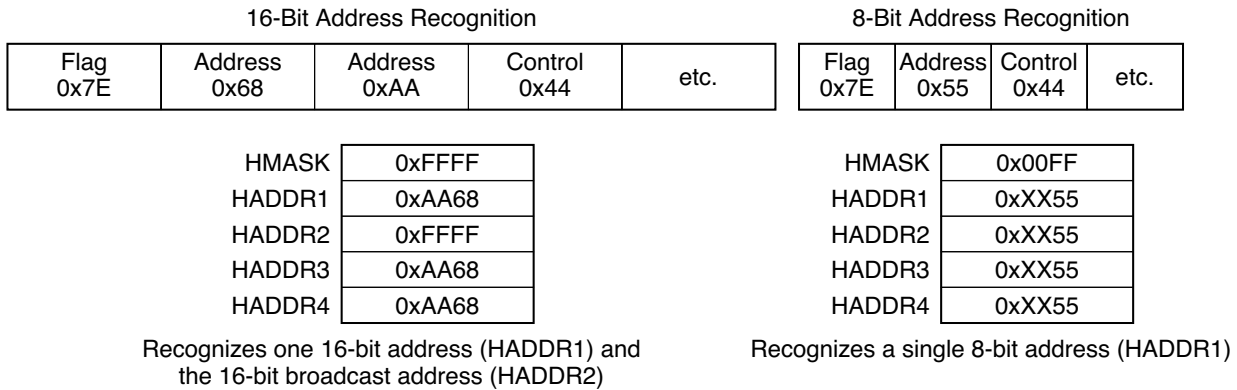 16-Bit Address Recognition
Flag 0x7E
Address 0x68
Address 0xAA
Control 0x44
etc.
HMASK 0xFFFF
HADDR1 0xAA68
HADDR2 0xFFFF
HADDR3 0xAA68
HADDR4 0xAA68
Recognizes one 16-bit address (HADDR1) and
the 16-bit broadcast address (HADDR2)
8-Bit Address Recognition
Flag 0x7E
Address 0x55
Control 0x44
etc.
HMASK 0x00FF
HADDR1 0xXX55
HADDR2 0xXX55
HADDR3 0xXX55
HADDR4 0xXX55
Recognizes a single 8-bit address (HADDR1)